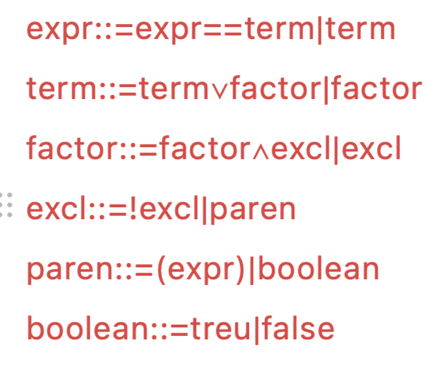 expr::=expr==term|term
term::=term∨factor|factor
factor::=factor∧excl|excl
excl::=!excl|paren
paren::=(expr)|boolean
boolean::=treu|false